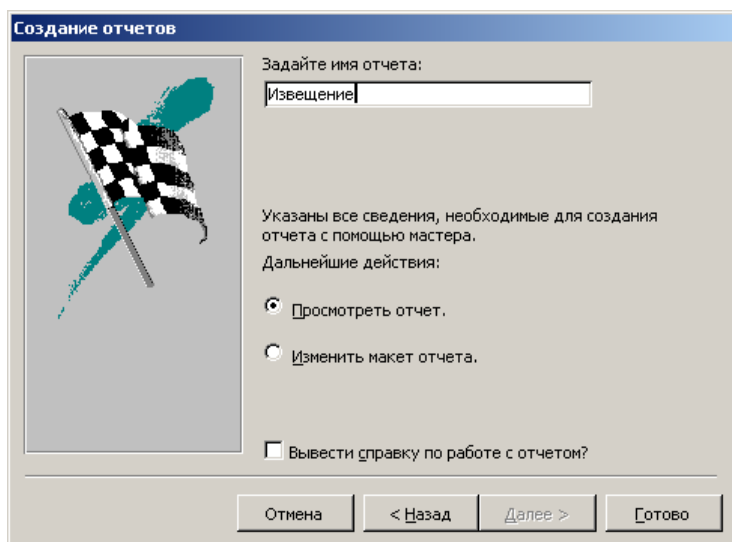 Создание отчетов
Задайте имя отчета:
Извещение
Указаны все сведения, необходимые для создания
отчета с помощью мастера.
Дальнейшие действия:
Просмотреть отчет.
Изменить макет отчета.
Вывести справку по работе с отчетом?
Отмена
< Назад
Далее >
Готово